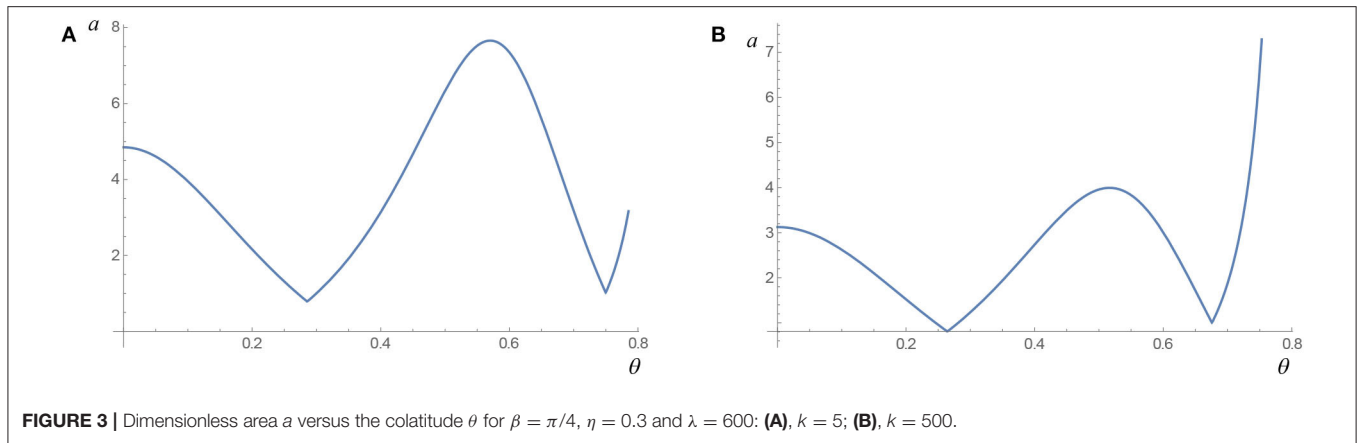 A a
8
6
4
2
0.2 0.4 0.6 0.8
θ
B a
7
6
5
4
3
2
0.2 0.4 0.6 0.8
θ
FIGURE 3 | Dimensionless area a versus the colatitude θ for β = π/4, η = 0.3 and λ = 600: (A), k = 5; (B), k = 500.